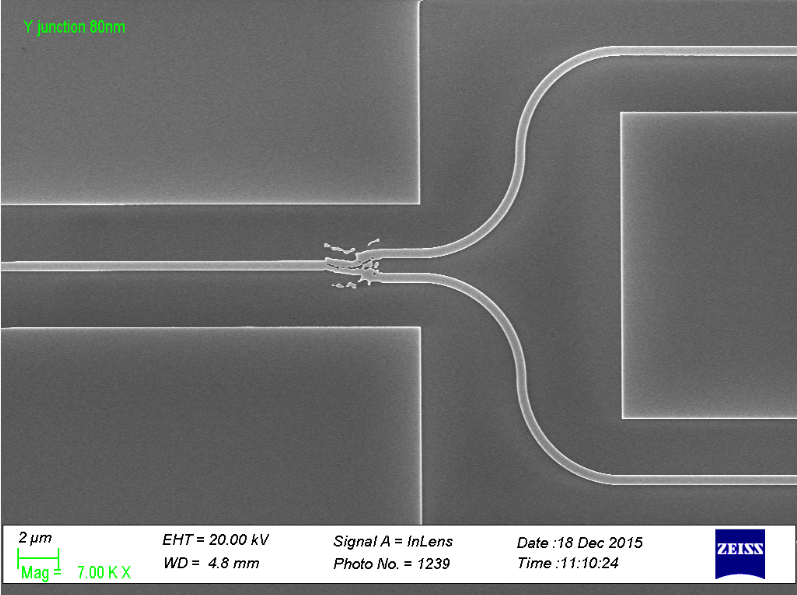 Y junction 80nm
2 µm
Mag = 7.00 K X
EHT = 20.00 kV
WD = 4.8 mm
Signal A = InLens
Photo No. = 1239
Date :18 Dec 2015
Time :11:10:24
ZEISS